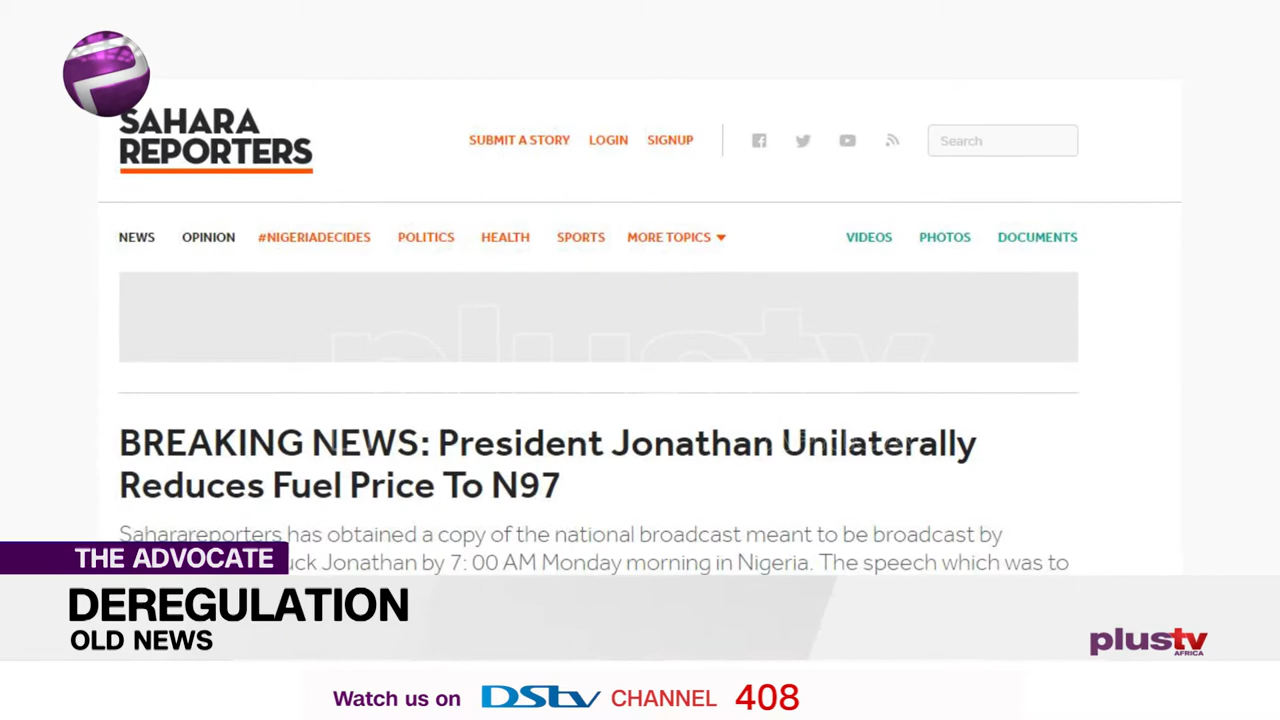 SAHARA
REPORTERS
SUBMIT A STORY LOGIN SIGNUP Search
NEWS OPINION #NIGERIADECIDES POLITICS HEALTH SPORTS MORE TOPICS VIDEOS PHOTOS DOCUMENTS
plustv
BREAKING NEWS: President Jonathan Unilaterally
Reduces Fuel Price To N97
Saharareporters has obtained a copy of the national broadcast meant to be broadcast by
Jonathan by 7:00 AM Monday morning in Nigeria. The speech which was to
THE ADVOCATE
DEREGULATION
OLD NEWS
plustv
AFRICA
Watch us on DStv CHANNEL 408